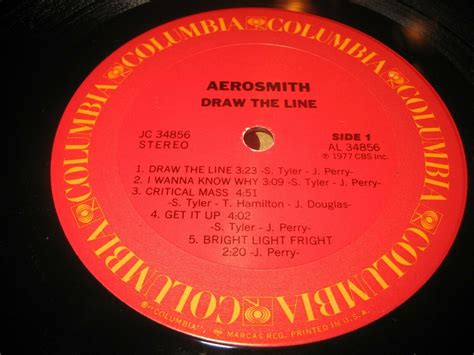 COLUMBIA COLUMBIA COLUMBIA COLUMBIA COLUMBIA COLUMBIA
AEROSMITH
DRAW THE LINE
JC 34856
STEREO
SIDE 1
AL 34856
℗ 1977 CBS Inc.
1. DRAW THE LINE 3:23 -S. Tyler - J. Perry-
2. I WANNA KNOW WHY 3:09 -S. Tyler - J. Perry-
3. CRITICAL MASS 4:51
-S. Tyler - T. Hamilton - J. Douglas-
4. GET IT UP 4:02
-S. Tyler - J. Perry-
5. BRIGHT LIGHT FRIGHT
2:20 -J. Perry-
"COLUMBIA", MARCAS REG. PRINTED IN U.S.A.